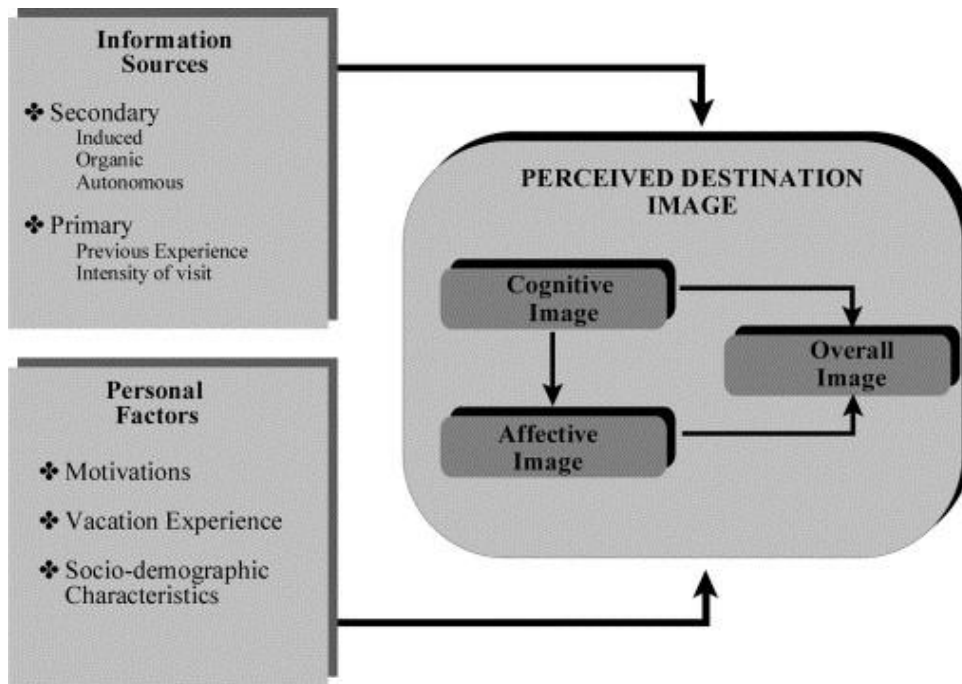 Information
Sources
❖ Secondary
Induced
Organic
Autonomous
❖ Primary
Previous Experience
Intensity of visit
Personal
Factors
❖ Motivations
❖ Vacation Experience
❖ Socio-demographic
Characteristics
PERCEIVED DESTINATION
IMAGE
Cognitive
Image
Affective
Image
Overall
Image